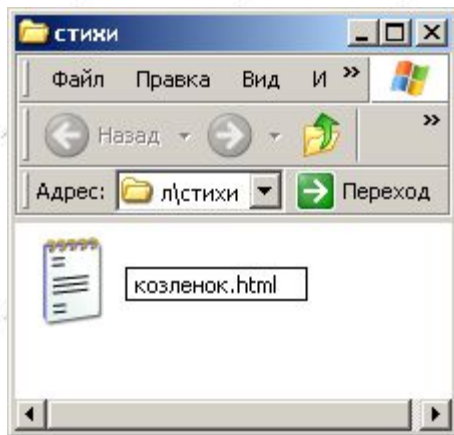 стихи
Файл Правка Вид И »
Назад »
Адрес: л\стихи Переход
козленок.html